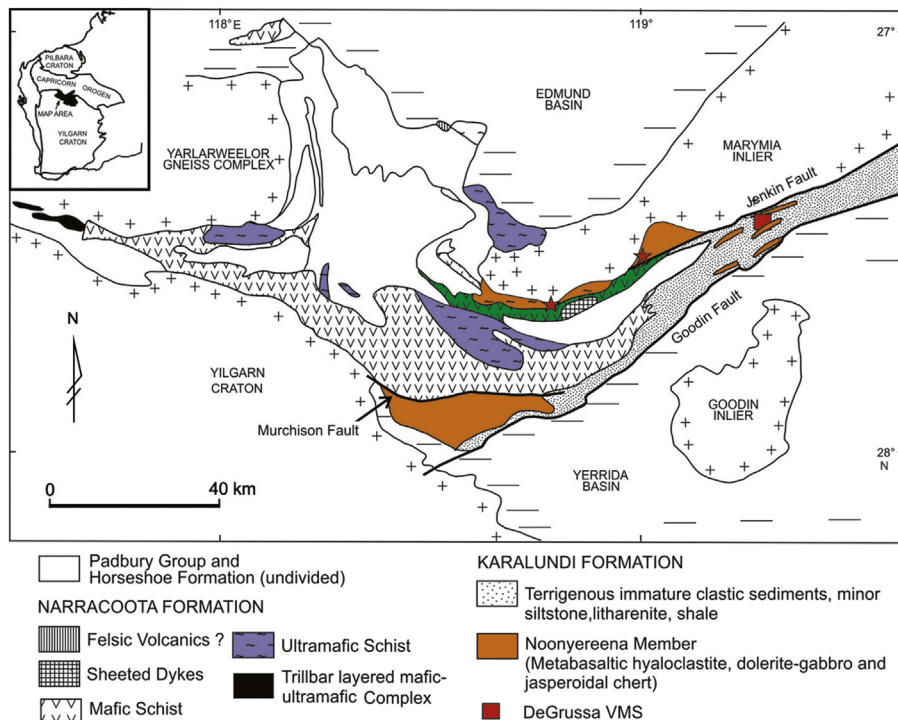 118°E
119°
27°
PILBARA
CRATON
CAPRICORN OROGEN
MAP AREA
YILGARN
CRATON
EDMUND
BASIN
YARLARWEELOR
GNEISS COMPLEX
MARYMIA
INLIER
Jenkin Fault
Goodin Fault
N
YILGARN
CRATON
GOODIN
INLIER
Murchison Fault
28°
N
YERRIDA
BASIN
0 40 km
Padbury Group and
Horseshoe Formation (undivided)
NARRACOOTA FORMATION
Felsic Volcanics ?
Sheeted Dykes
Mafic Schist
Ultramafic Schist
Trillbar layered mafic-
ultramafic Complex
KARALUNDI FORMATION
Terrigenous immature clastic sediments, minor
siltstone,litharenite, shale
Noonyereena Member
(Metabasaltic hyaloclastite, dolerite-gabbro and
jasperoidal chert)
DeGrussa VMS